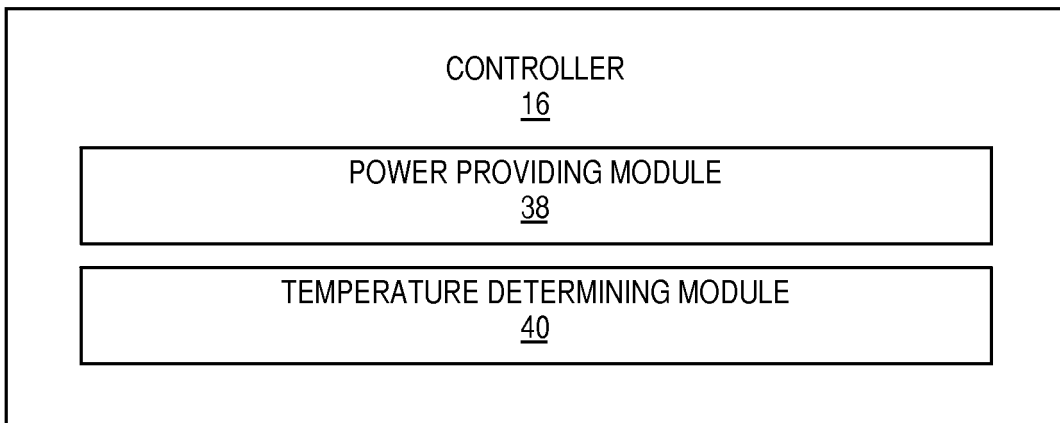 CONTROLLER
16
POWER PROVIDING MODULE
38
TEMPERATURE DETERMINING MODULE
40